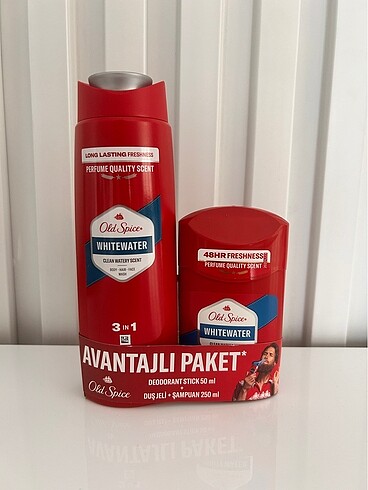 LONG LASTING FRESHNESS
PERFUME QUALITY SCENT
Old Spice
WHITEWATER
CLEAN WATERY SCENT
BODY · HAIR · FACE
WASH
3 IN 1
48HR FRESHNESS
PERFUME QUALITY SCENT
Old Spice
WHITEWATER
AVANTAJLI PAKET*
Old Spice
DEODORANT STICK 50 ml
+
DUŞ JELİ + ŞAMPUAN 250 ml